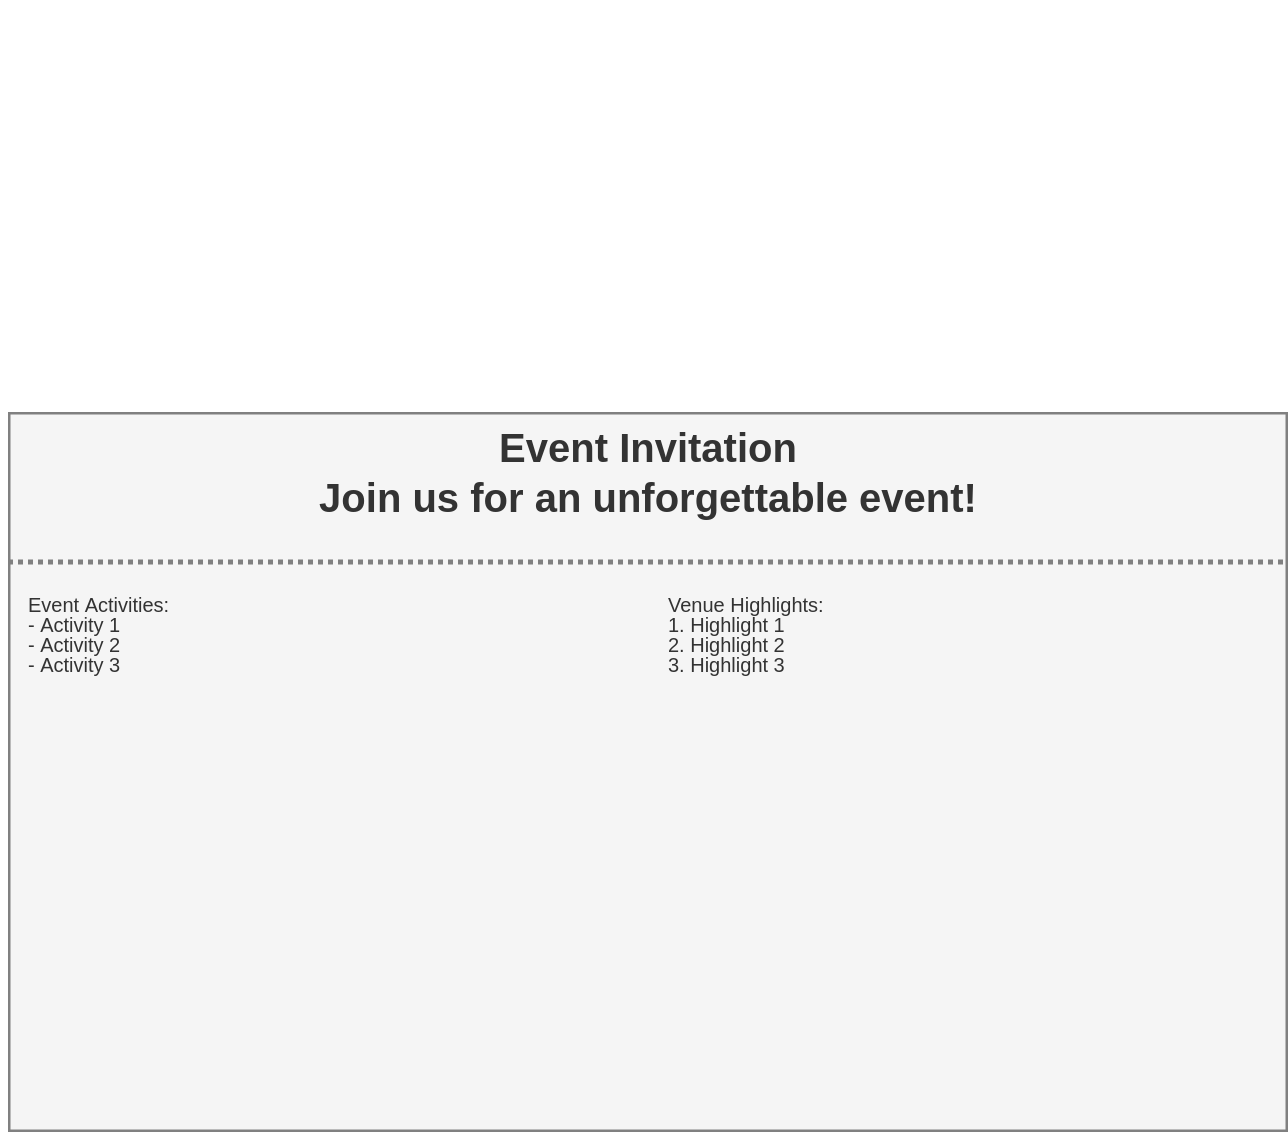 Event Invitation
Join us for an unforgettable event!
Event Activities:
- Activity 1
- Activity 2
- Activity 3
Venue Highlights:
1. Highlight 1
2. Highlight 2
3. Highlight 3